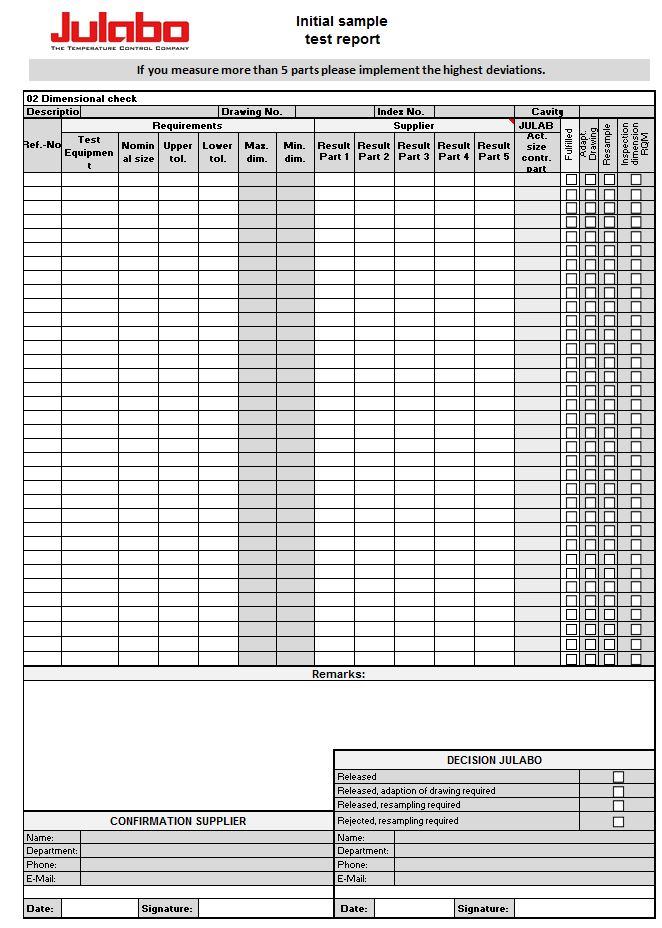 Julabo
THE TEMPERATURE CONTROL COMPANY
Initial sample
test report
If you measure more than 5 parts please implement the highest deviations.
02 Dimensional check
Descriptio Drawing No. Index No. Cavity
Requirements Supplier JULAB
Ref.-No
Test
Equipmen
t
Nomin
al size
Upper
tol.
Lower
tol.
Max.
dim.
Min.
dim.
Result
Part 1
Result
Part 2
Result
Part 3
Result
Part 4
Result
Part 5
Act.
size
contr.
part
Fulfilled
Adapt.
Drawing
Resample
Inspection
dimension
RQM
Remarks:
DECISION JULABO
Released
Released, adaption of drawing required
Released, resampling required
Rejected, resampling required
CONFIRMATION SUPPLIER
Name: Name:
Department: Department:
Phone: Phone:
E-Mail: E-Mail:
Date: Signature: Date: Signature: